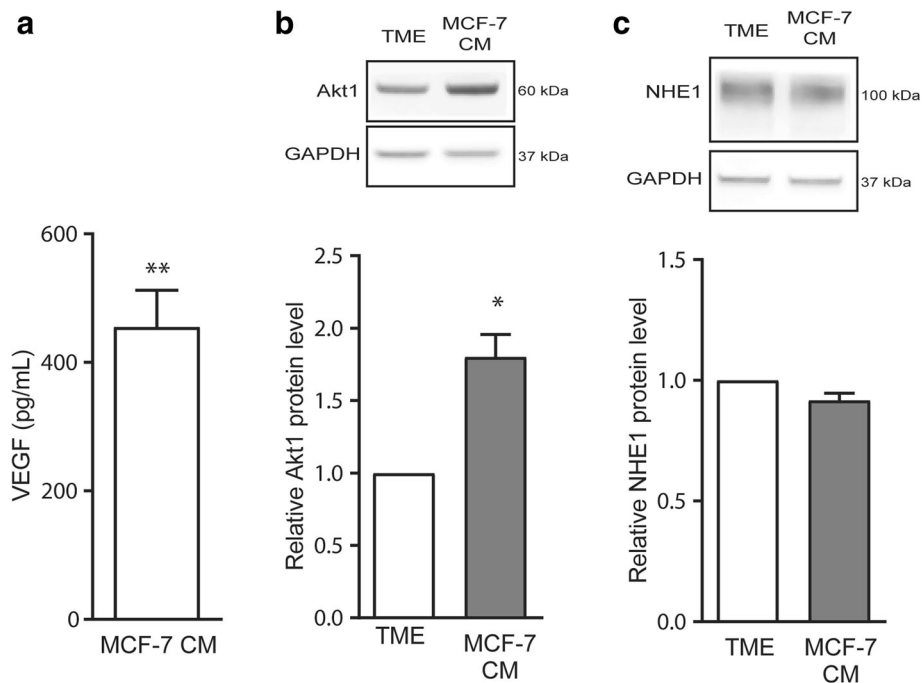 a
VEGF (pg/mL)
600
400
200
0
**
MCF-7 CM
b
TME
MCF-7
CM
Akt1
60 kDa
GAPDH
37 kDa
Relative Akt1 protein level
2.5
2.0
1.5
1.0
0.5
0.0
*
TME
MCF-7
CM
c
TME
MCF-7
CM
NHE1
100 kDa
GAPDH
37 kDa
Relative NHE1 protein level
1.5
1.0
0.5
0.0
TME
MCF-7
CM